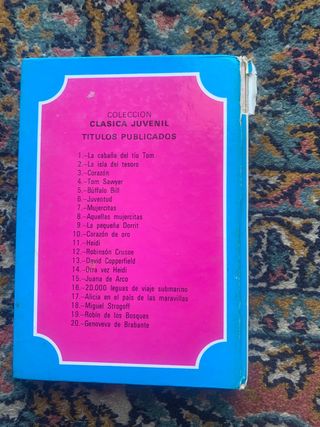 COLECCION
CLASICA JUVENIL
TITULOS PUBLICADOS
1.-La cabaña del tío Tom
2.-La isla del tesoro
3.-Corazón
4.-Tom Sawyer
5.-Búffalo Bill
6.-Juventud
7.-Mujercitas
8.-Aquellas mujercitas
9.-La pequeña Dorrit
10.-Corazón de oro
11.-Heidi
12.-Robinsón Crusoe
13.-David Copperfield
14.-Otra vez Heidi
15.-Juana de Arco
16.-20.000 leguas de viaje submarino
17.-Alicia en el país de las maravillas
18.-Miguel Strogoff
19.-Robín de los Bosques
20.-Genoveva de Brabante